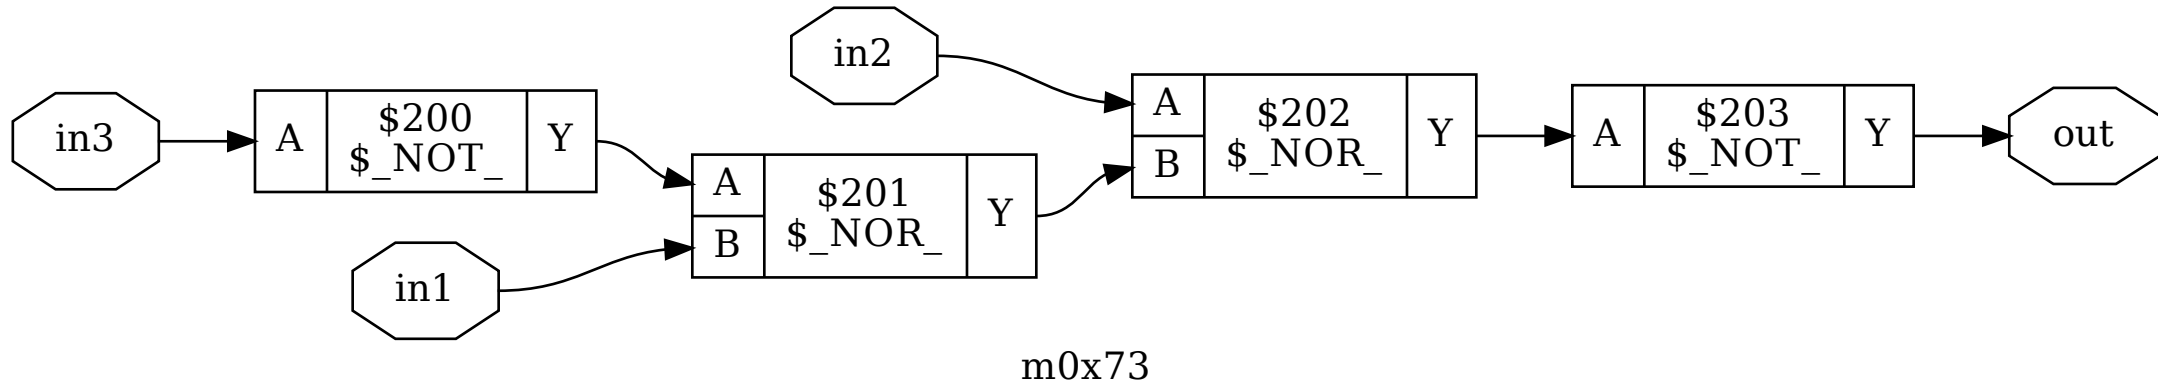 in3
A
$200
$_NOT_
Y
in1
A
B
$201
$_NOR_
Y
in2
A
B
$202
$_NOR_
Y
A
$203
$_NOT_
Y
out
m0x73